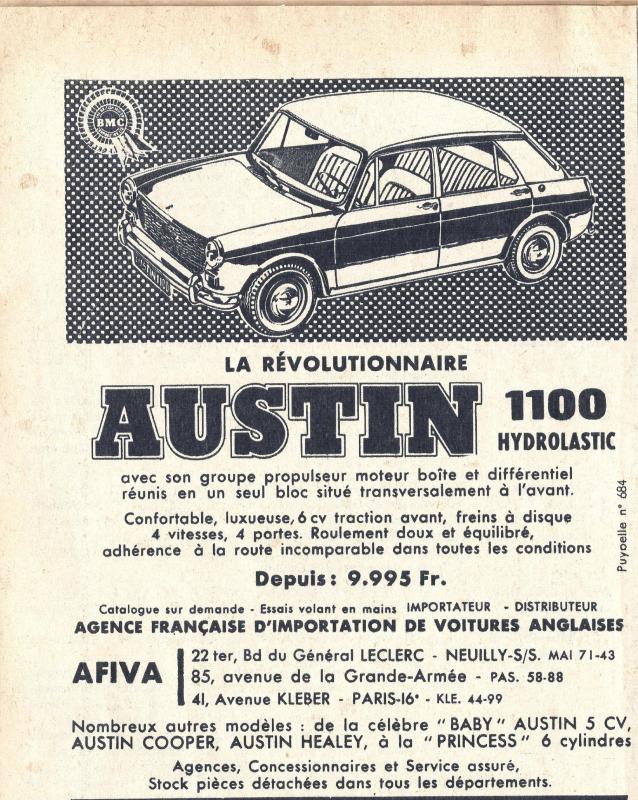 BMC
AUSTIN 1100
LA RÉVOLUTIONNAIRE
AUSTIN 1100
HYDROLASTIC
avec son groupe propulseur moteur boîte et différentiel
réunis en un seul bloc situé transversalement à l'avant.
Confortable, luxueuse, 6 cv traction avant, freins à disque
4 vitesses, 4 portes. Roulement doux et équilibré,
adhérence à la route incomparable dans toutes les conditions
Depuis : 9.995 Fr.
Catalogue sur demande - Essais volant en mains IMPORTATEUR - DISTRIBUTEUR
AGENCE FRANÇAISE D'IMPORTATION DE VOITURES ANGLAISES
AFIVA
22 ter, Bd du Général LECLERC - NEUILLY-S/S. MAI 71-43
85, avenue de la Grande-Armée - PAS. 58-88
41, Avenue KLEBER - PARIS-16e - KLE. 44-99
Nombreux autres modèles : de la célèbre "BABY" AUSTIN 5 CV,
AUSTIN COOPER, AUSTIN HEALEY, à la "PRINCESS" 6 cylindres
Agences, Concessionnaires et Service assuré,
Stock pièces détachées dans tous les départements.
Puyoelle n° 684